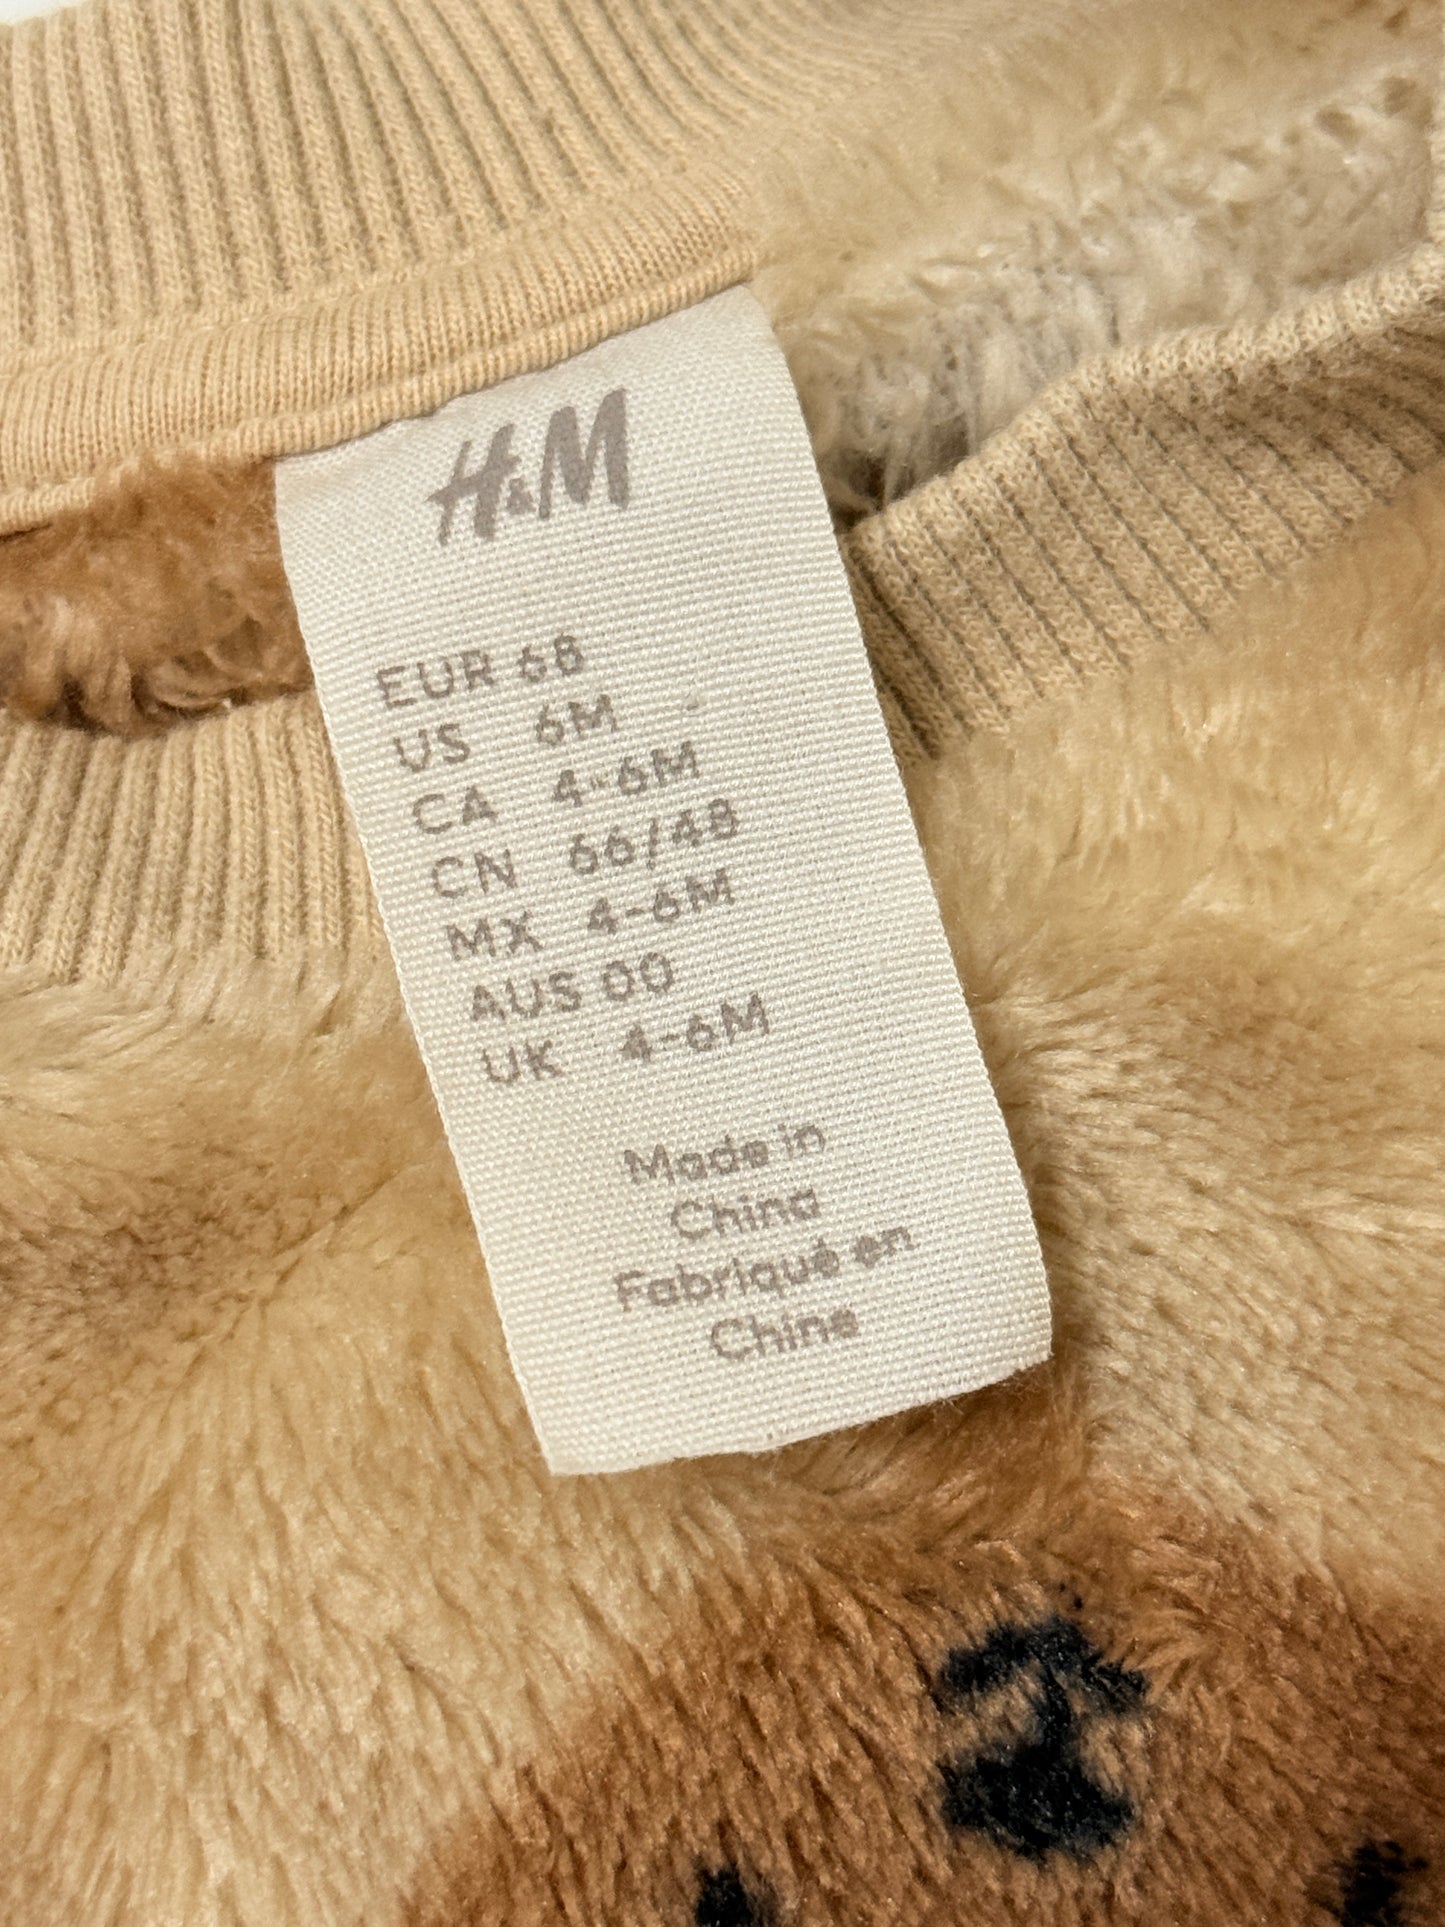 H&M
EUR 68
US 6M
CA 4-6M
CN 66/48
MX 4-6M
AUS 00
UK 4-6M
Made in
China
Fabriqué en
Chine